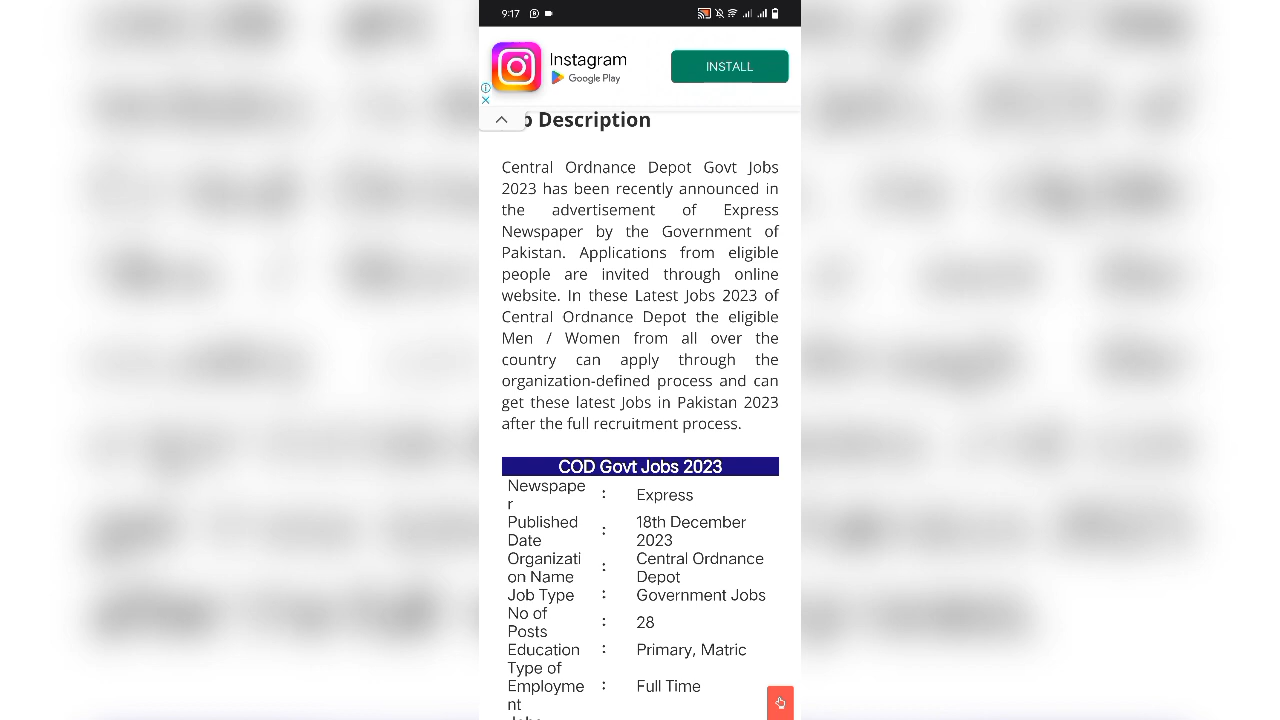 9:17
Instagram
Google Play
INSTALL
b Description
Central Ordnance Depot Govt Jobs
2023 has been recently announced in
the advertisement of Express
Newspaper by the Government of
Pakistan. Applications from eligible
people are invited through online
website. In these Latest Jobs 2023 of
Central Ordnance Depot the eligible
Men / Women from all over the
country can apply through the
organization-defined process and can
get these latest Jobs in Pakistan 2023
after the full recruitment process.
COD Govt Jobs 2023
Newspape
r : Express
Published
Date : 18th December
2023
Organizati
on Name : Central Ordnance
Depot
Job Type : Government Jobs
No of
Posts : 28
Education : Primary, Matric
Type of
Employme
nt : Full Time